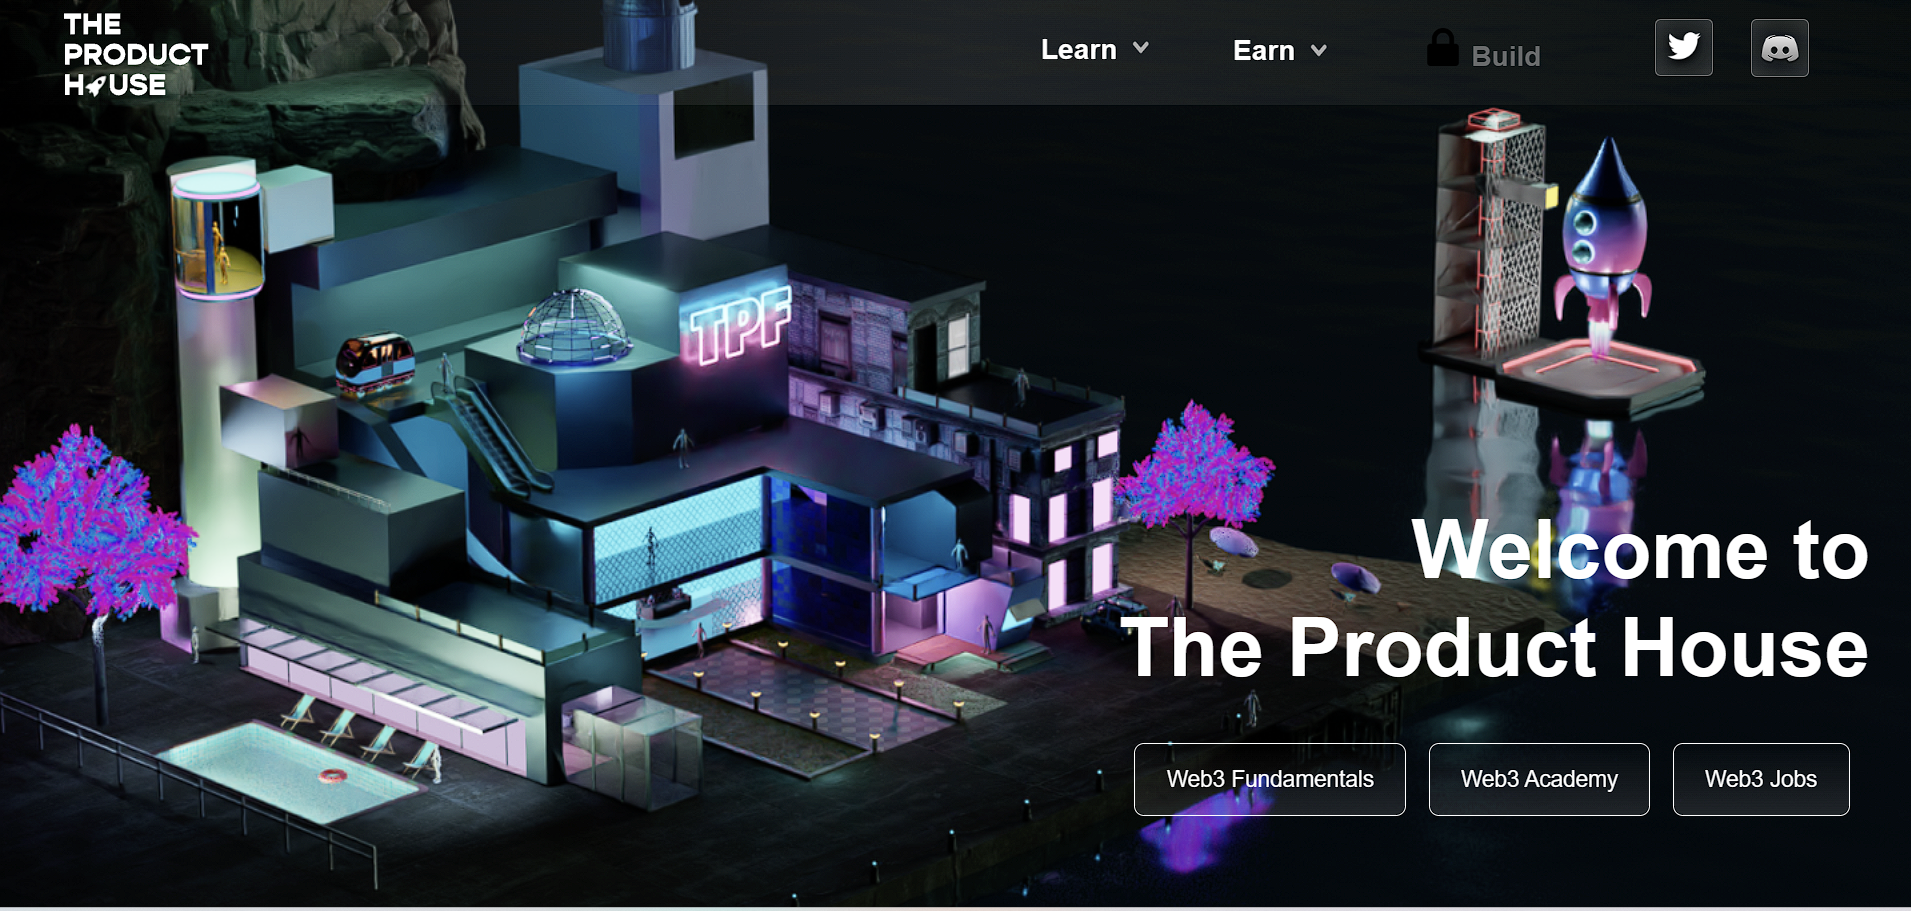 THE
PRODUCT
HOUSE
Learn
Earn
Build
TPF
Welcome to
The Product House
Web3 Fundamentals
Web3 Academy
Web3 Jobs